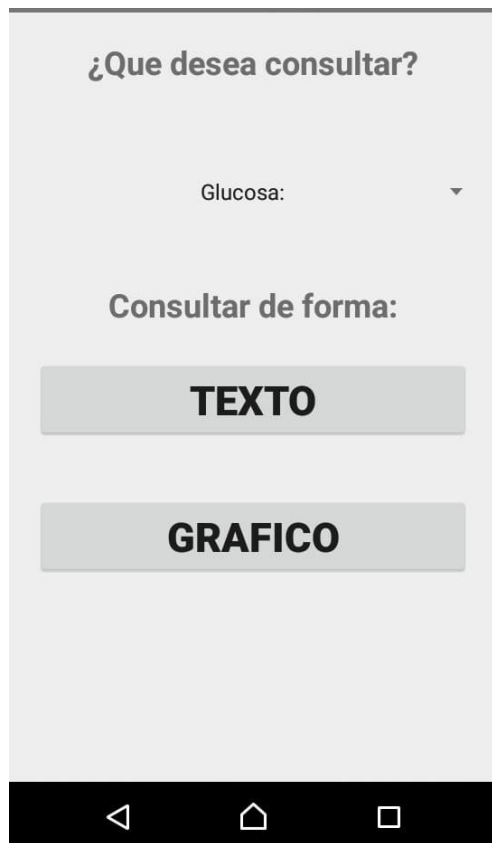 ¿Que desea consultar?
Glucosa:
Consultar de forma:
TEXTO
GRAFICO